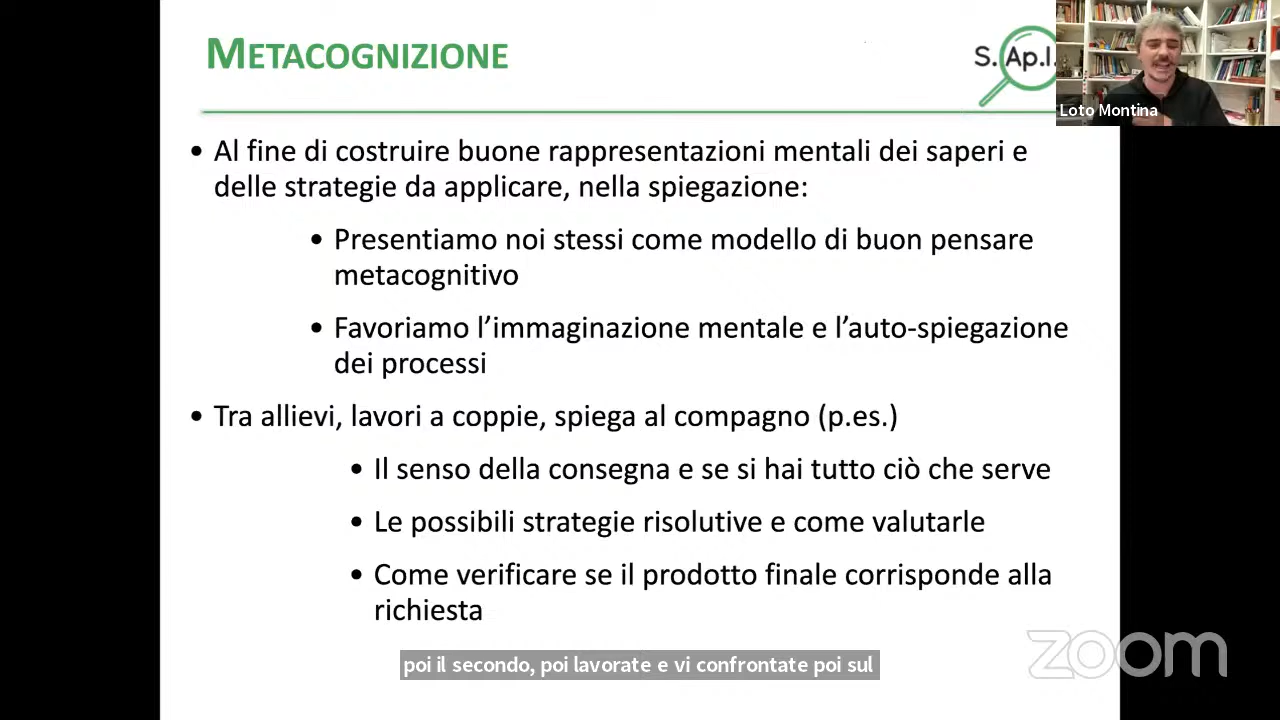 METACOGNIZIONE
S.Ap.I.
Loto Montina
• Al fine di costruire buone rappresentazioni mentali dei saperi e
delle strategie da applicare, nella spiegazione:
• Presentiamo noi stessi come modello di buon pensare
metacognitivo
• Favoriamo l’immaginazione mentale e l’auto-spiegazione
dei processi
• Tra allievi, lavori a coppie, spiega al compagno (p.es.)
• Il senso della consegna e se si hai tutto ciò che serve
• Le possibili strategie risolutive e come valutarle
• Come verificare se il prodotto finale corrisponde alla
richiesta
poi il secondo, poi lavorate e vi confrontate poi sul
zoom